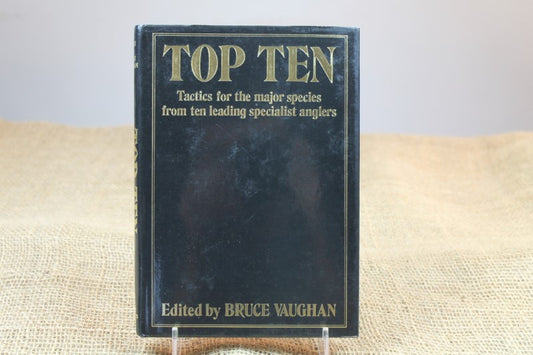 TOP TEN
Tactics for the major species
from ten leading specialist anglers
Edited by BRUCE VAUGHAN